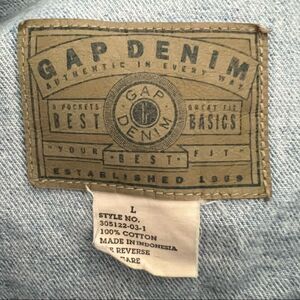 GAP DENIM
AUTHENTIC IN EVERY WAY
5 POCKETS
BEST
GAP
DENIM
GREAT FIT
BASICS
YOUR BEST FIT
ESTABLISHED 1969
L
STYLE NO.
305122-03-1
100% COTTON
MADE IN INDONESIA
REVERSE
CARE